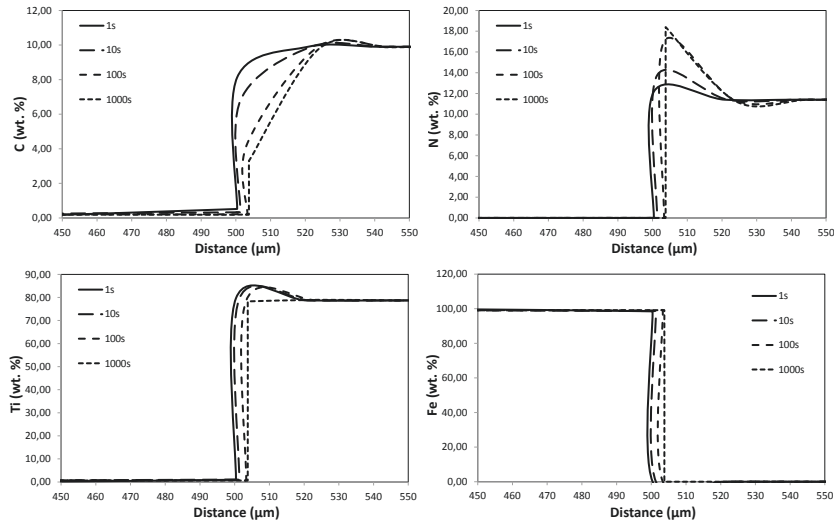 C (wt. %)
12,00
10,00
8,00
6,00
4,00
2,00
0,00
1s
10s
100s
1000s
450 460 470 480 490 500 510 520 530 540 550
Distance (µm)
N (wt. %)
20,00
18,00
16,00
14,00
12,00
10,00
8,00
6,00
4,00
2,00
0,00
1s
10s
100s
1000s
450 460 470 480 490 500 510 520 530 540 550
Distance (µm)
Ti (wt. %)
90,00
80,00
70,00
60,00
50,00
40,00
30,00
20,00
10,00
0,00
1s
10s
100s
1000s
450 460 470 480 490 500 510 520 530 540 550
Distance (µm)
Fe (wt. %)
120,00
100,00
80,00
60,00
40,00
20,00
0,00
1s
10s
100s
1000s
450 460 470 480 490 500 510 520 530 540 550
Distance (µm)